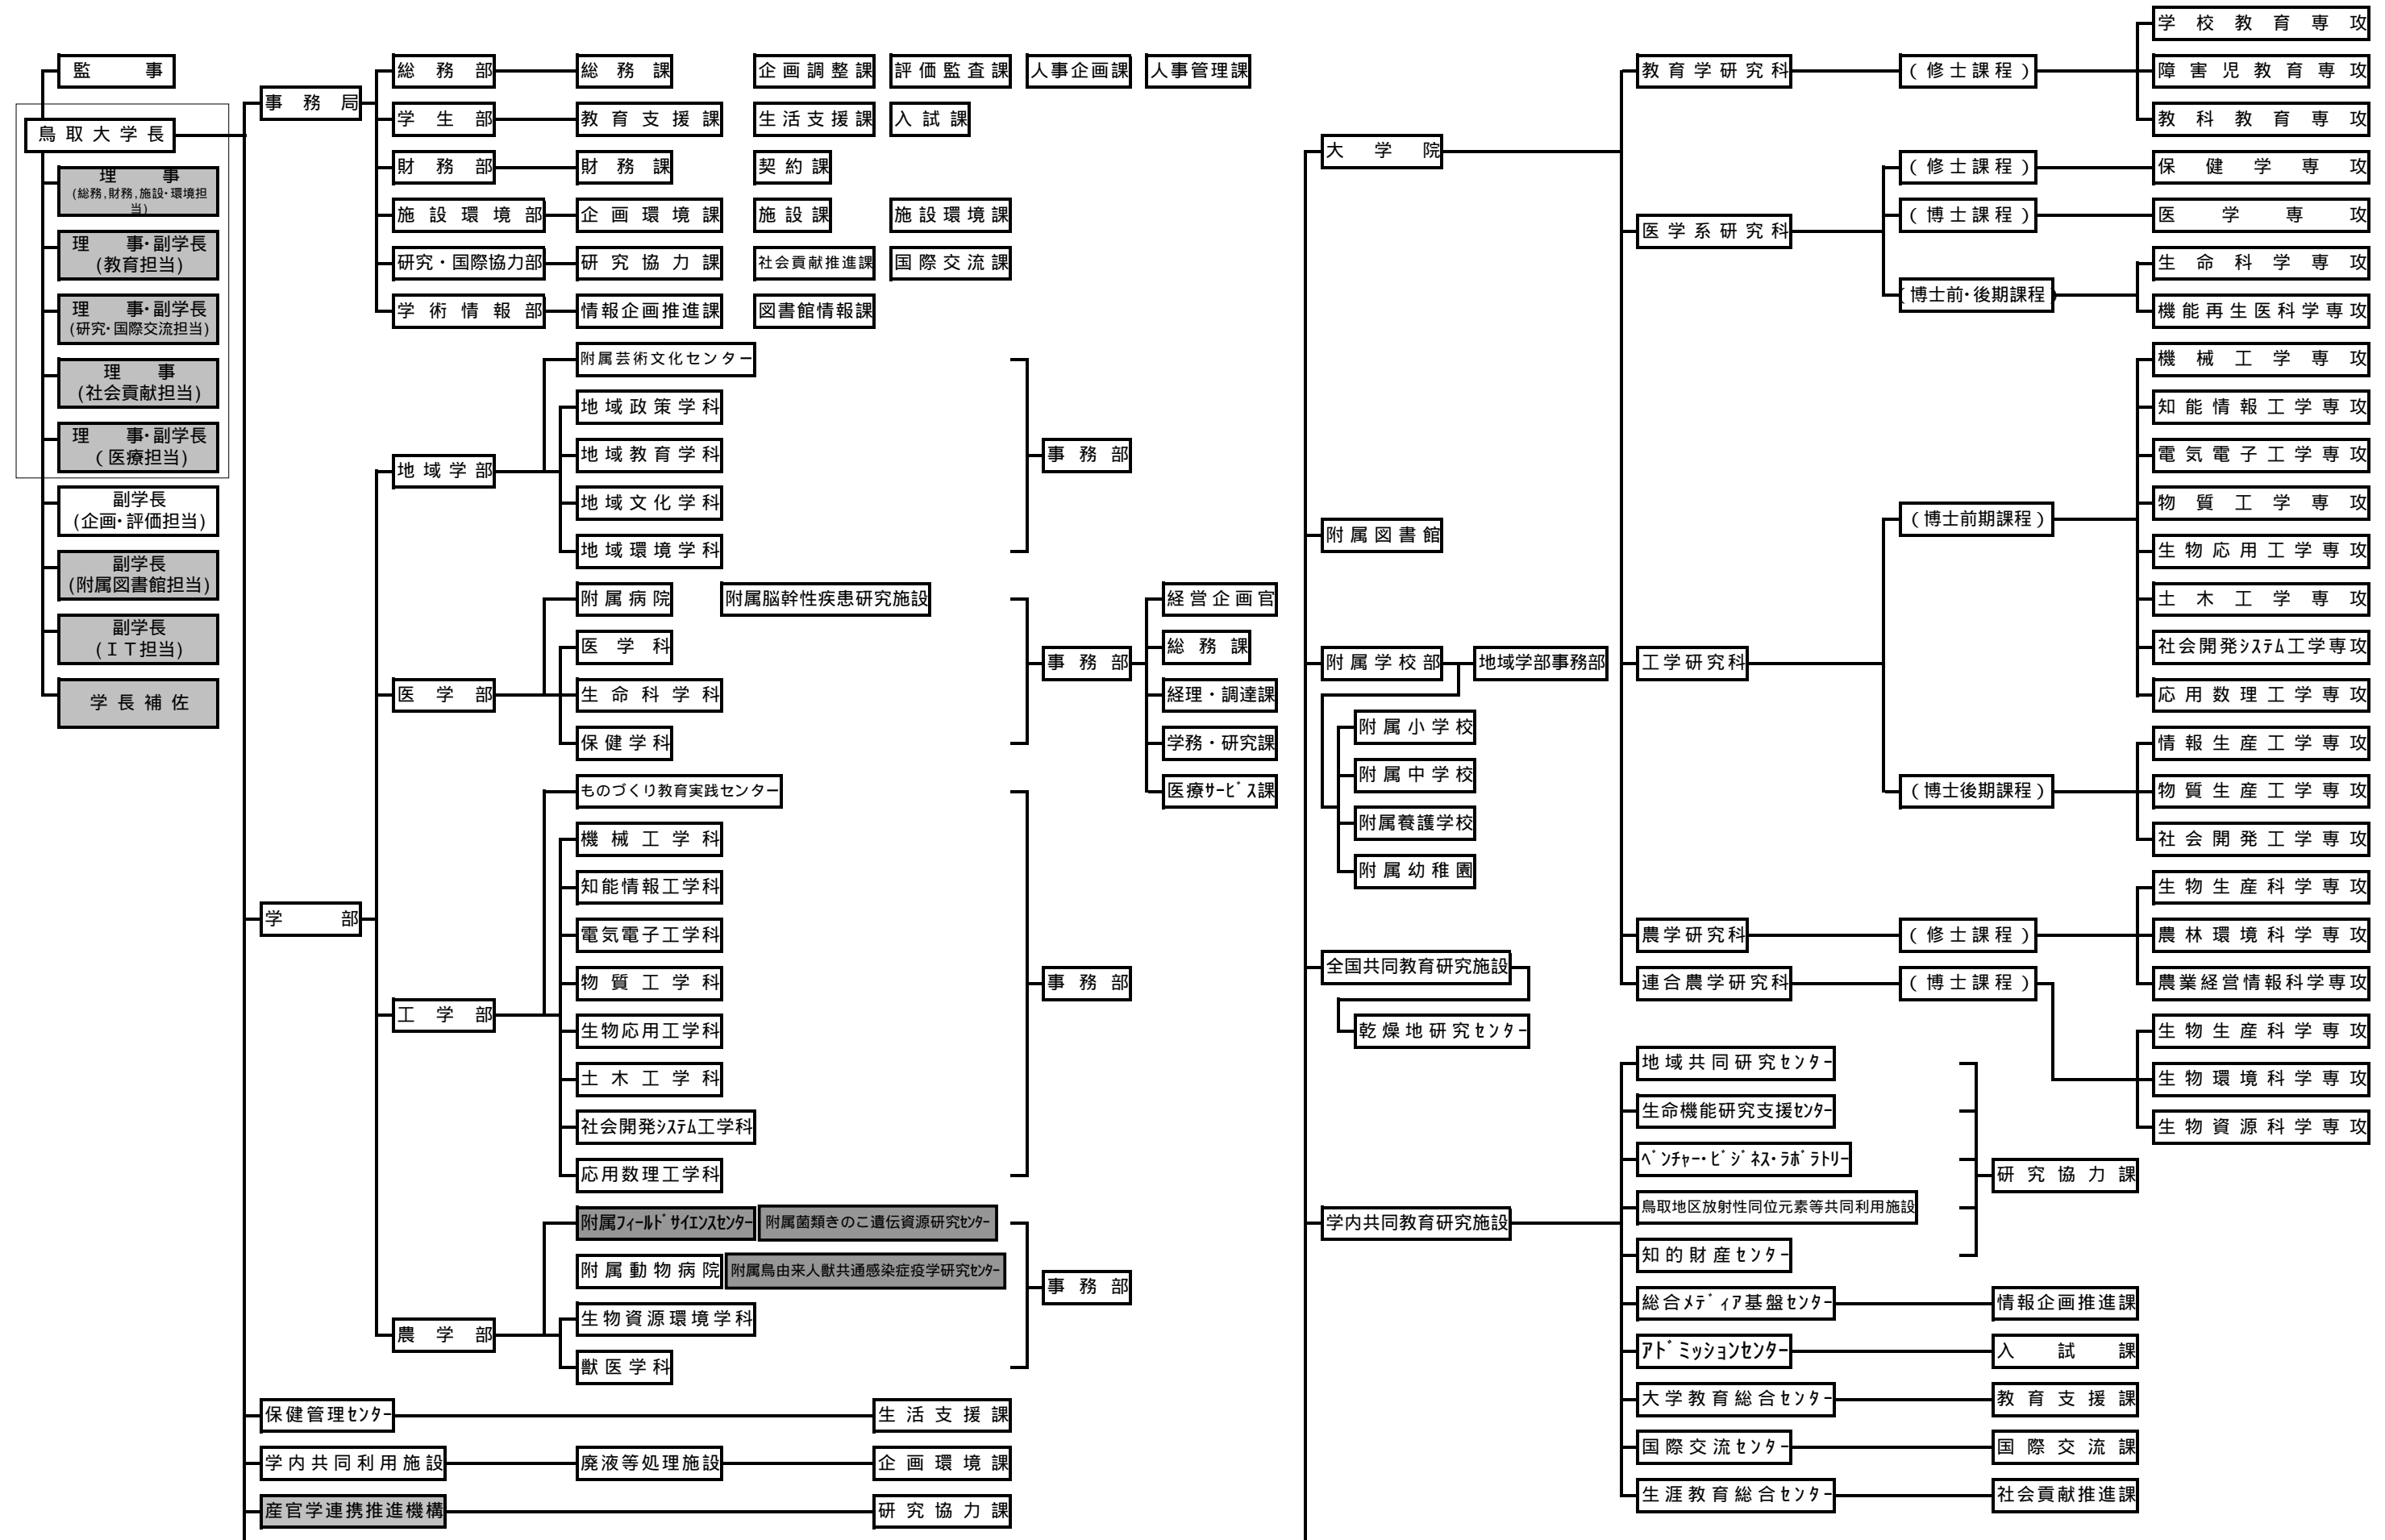 監事
鳥取大学長
理事
(総務,財務,施設・環境担
当)
理事・副学長
(教育担当)
理事・副学長
(研究・国際交流担当)
理事
(社会貢献担当)
理事・副学長
(医療担当)
副学長
(企画・評価担当)
副学長
(附属図書館担当)
副学長
(ＩＴ担当)
学長補佐
事務局
総務部 総務課 企画調整課 評価監査課 人事企画課 人事管理課
学生部 教育支援課 生活支援課 入試課
財務部 財務課 契約課
施設環境部 企画環境課 施設課 施設環境課
研究・国際協力部 研究協力課 社会貢献推進課 国際交流課
学術情報部 情報企画推進課 図書館情報課
学部
地域学部
附属芸術文化センター
地域政策学科
地域教育学科
地域文化学科
地域環境学科
事務部
医学部
附属病院 附属脳幹性疾患研究施設
医学科
生命科学科
保健学科
事務部
経営企画官
総務課
経理・調達課
学務・研究課
医療ｻｰﾋﾞｽ課
工学部
ものづくり教育実践センター
機械工学科
知能情報工学科
電気電子工学科
物質工学科
生物応用工学科
土木工学科
社会開発ｼｽﾃﾑ工学科
応用数理工学科
事務部
農学部
附属ﾌｨｰﾙﾄﾞｻｲｴﾝｽｾﾝﾀｰ 附属菌類きのこ遺伝資源研究ｾﾝﾀｰ
附属動物病院 附属鳥由来人獣共通感染症疫学研究ｾﾝﾀｰ
生物資源環境学科
獣医学科
事務部
保健管理ｾﾝﾀｰ 生活支援課
学内共同利用施設 廃液等処理施設 企画環境課
産官学連携推進機構 研究協力課
大学院
教育学研究科 (修士課程)
学校教育専攻
障害児教育専攻
教科教育専攻
医学系研究科
(修士課程) 保健学専攻
(博士課程) 医学専攻
(博士前・後期課程)
生命科学専攻
機能再生医科学専攻
工学研究科
(博士前期課程)
機械工学専攻
知能情報工学専攻
電気電子工学専攻
物質工学専攻
生物応用工学専攻
土木工学専攻
社会開発ｼｽﾃﾑ工学専攻
応用数理工学専攻
(博士後期課程)
情報生産工学専攻
物質生産工学専攻
社会開発工学専攻
農学研究科 (修士課程)
生物生産科学専攻
農林環境科学専攻
農業経営情報科学専攻
連合農学研究科 (博士課程)
生物生産科学専攻
生物環境科学専攻
生物資源科学専攻
附属図書館
附属学校部 地域学部事務部
附属小学校
附属中学校
附属養護学校
附属幼稚園
全国共同教育研究施設
乾燥地研究ｾﾝﾀｰ
学内共同教育研究施設
地域共同研究ｾﾝﾀｰ
生命機能研究支援ｾﾝﾀｰ
ﾍﾞﾝﾁｬｰ・ﾋﾞｼﾞﾈｽ・ﾗﾎﾞﾗﾄﾘｰ
鳥取地区放射性同位元素等共同利用施設
知的財産ｾﾝﾀｰ
研究協力課
総合ﾒﾃﾞｨｱ基盤ｾﾝﾀｰ 情報企画推進課
ｱﾄﾞﾐｯｼｮﾝｾﾝﾀｰ 入試課
大学教育総合ｾﾝﾀｰ 教育支援課
国際交流ｾﾝﾀｰ 国際交流課
生涯教育総合ｾﾝﾀｰ 社会貢献推進課